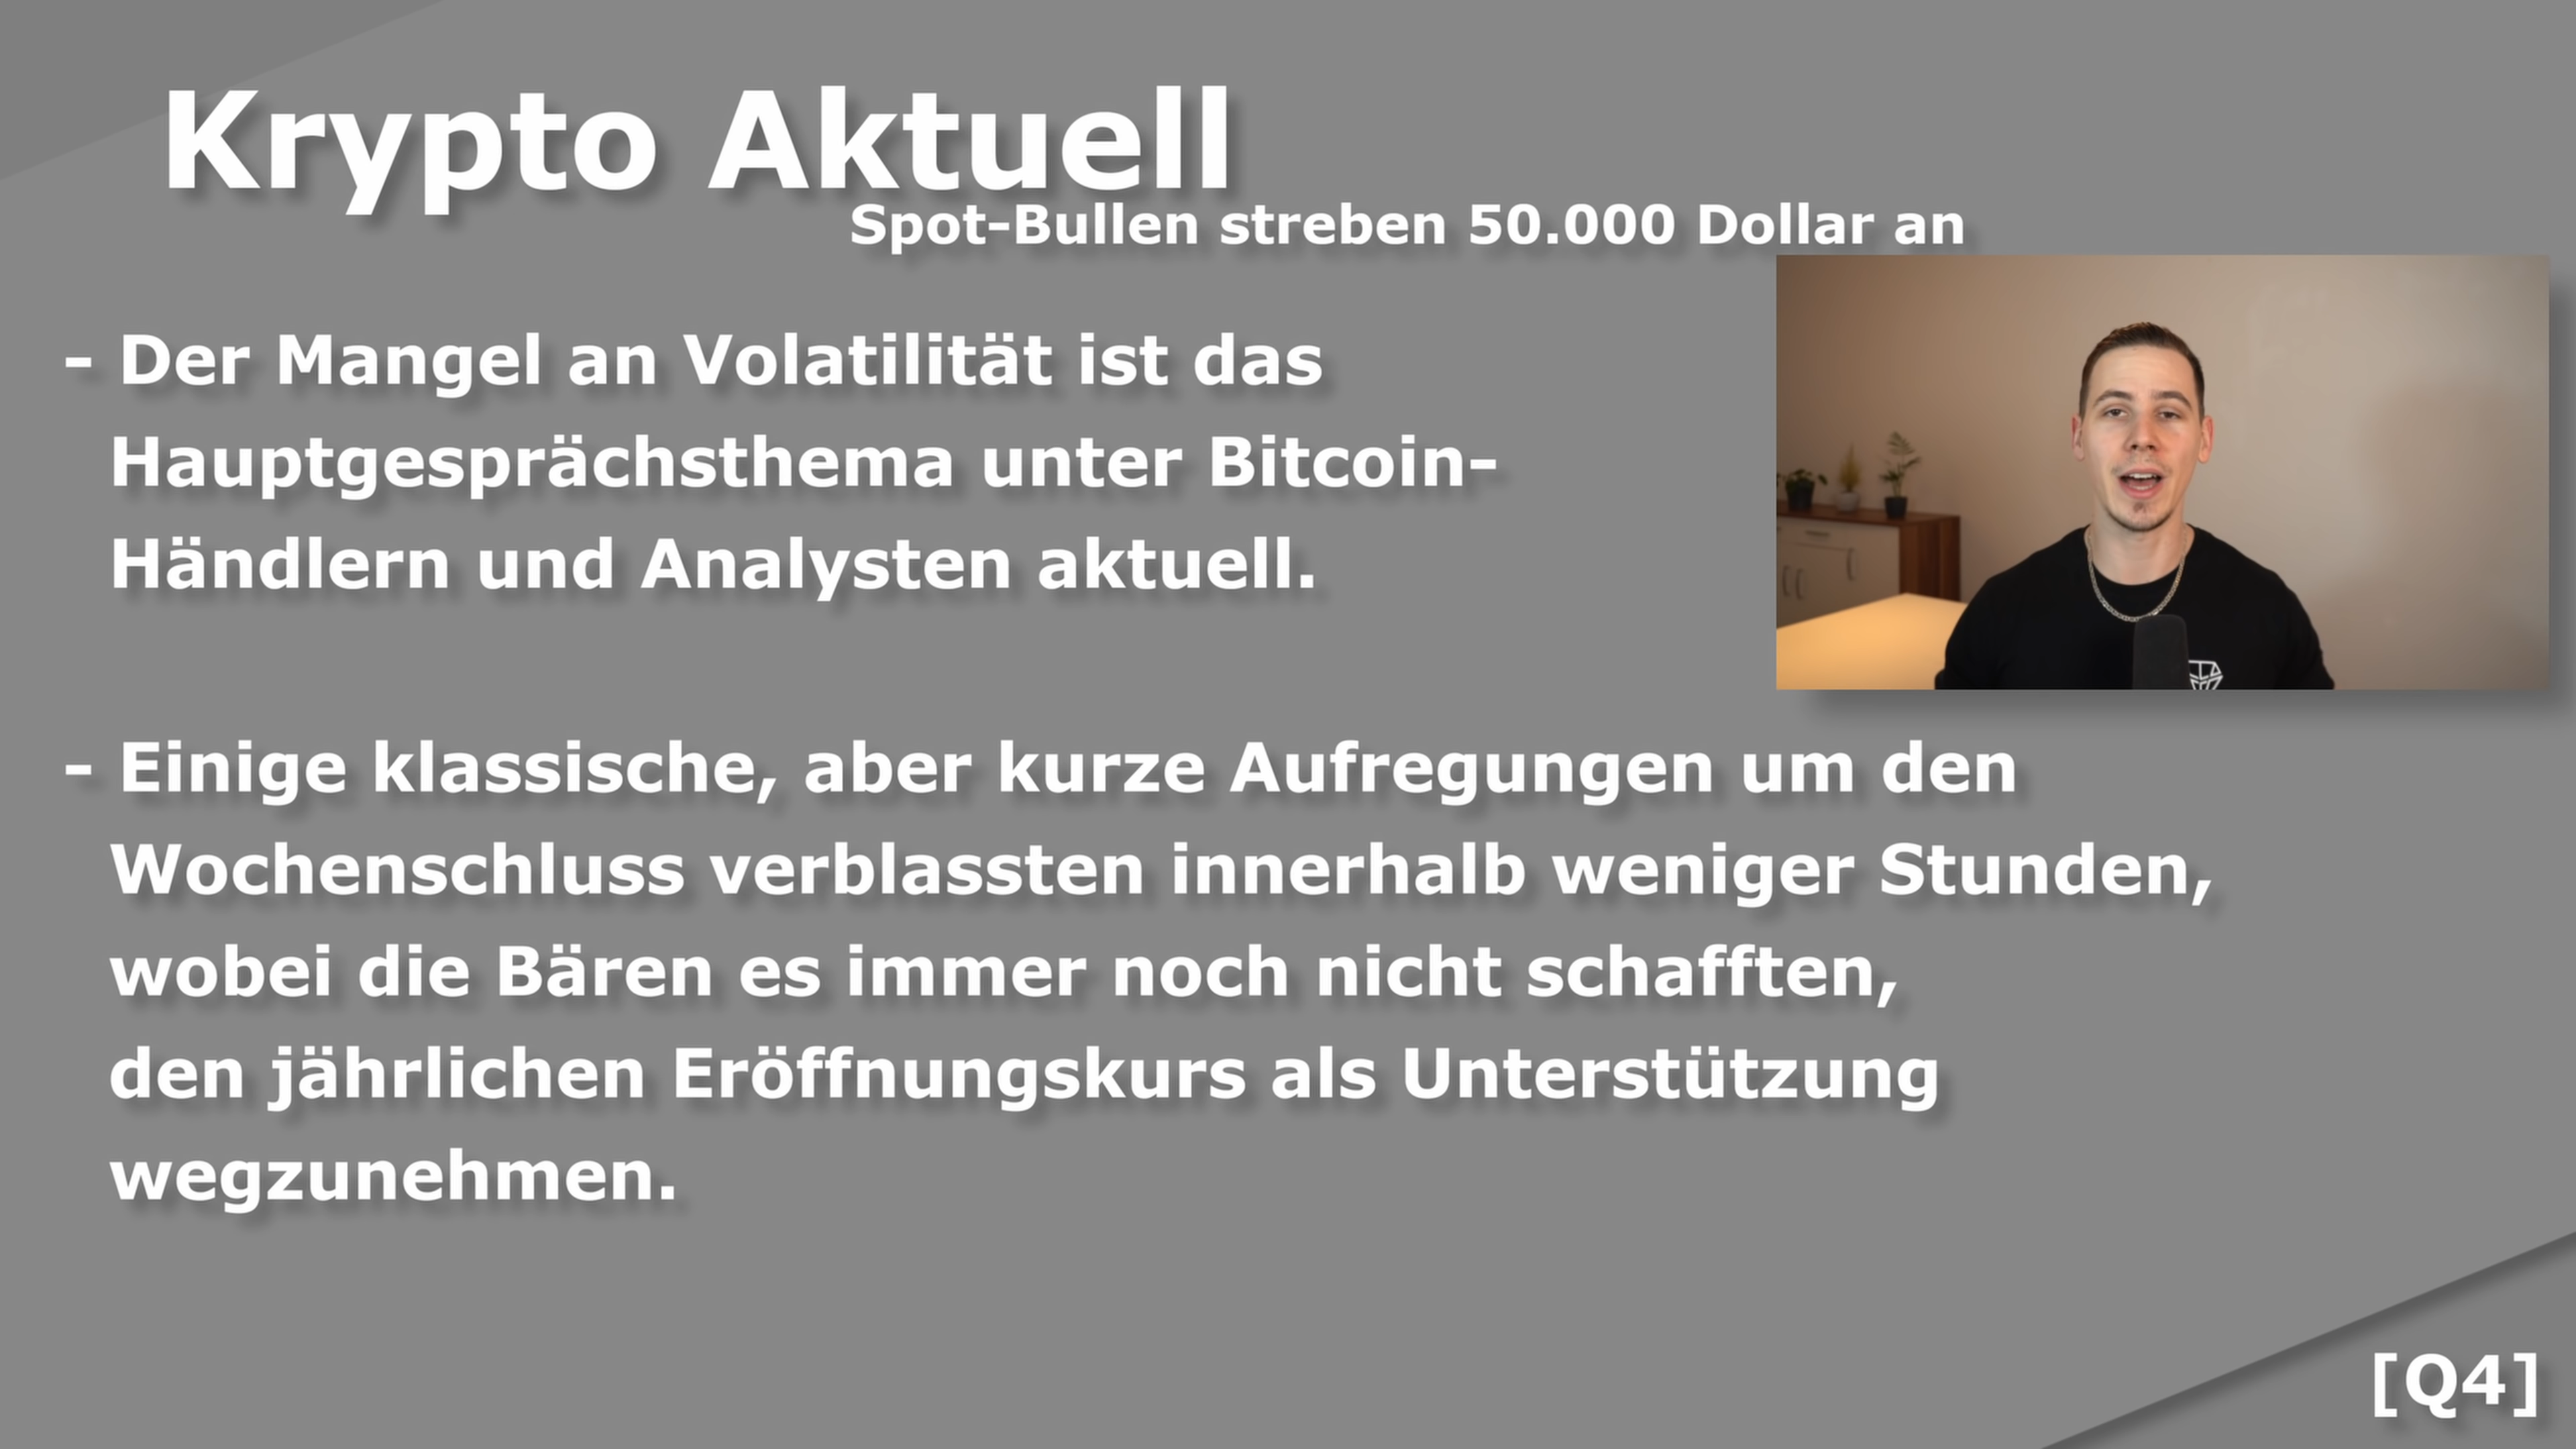 Krypto Aktuell
Spot-Bullen streben 50.000 Dollar an
- Der Mangel an Volatilität ist das
Hauptgesprächsthema unter Bitcoin-
Händlern und Analysten aktuell.
- Einige klassische, aber kurze Aufregungen um den
Wochenschluss verblassten innerhalb weniger Stunden,
wobei die Bären es immer noch nicht schafften,
den jährlichen Eröffnungskurs als Unterstützung
wegzunehmen.
[Q4]